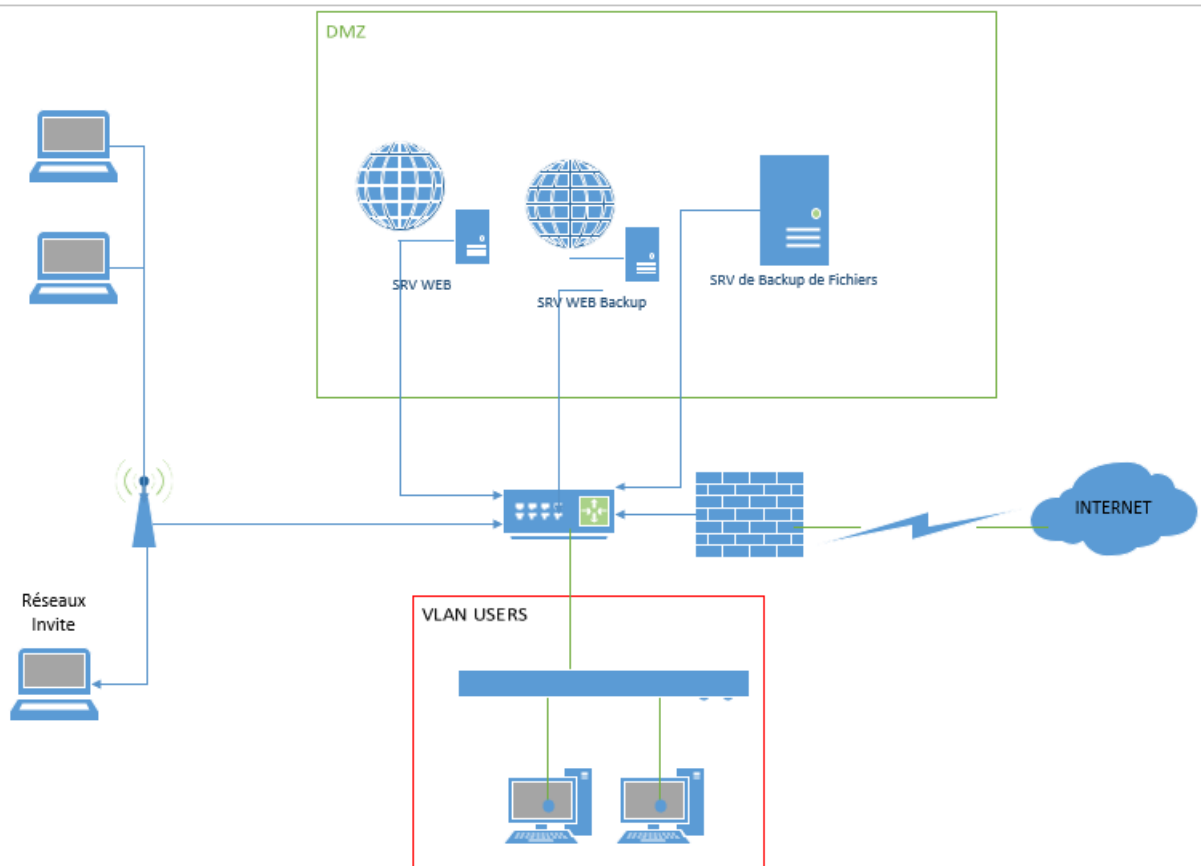 DMZ
SRV WEB
SRV WEB Backup
SRV de Backup de Fichiers
INTERNET
Réseaux
Invite
VLAN USERS